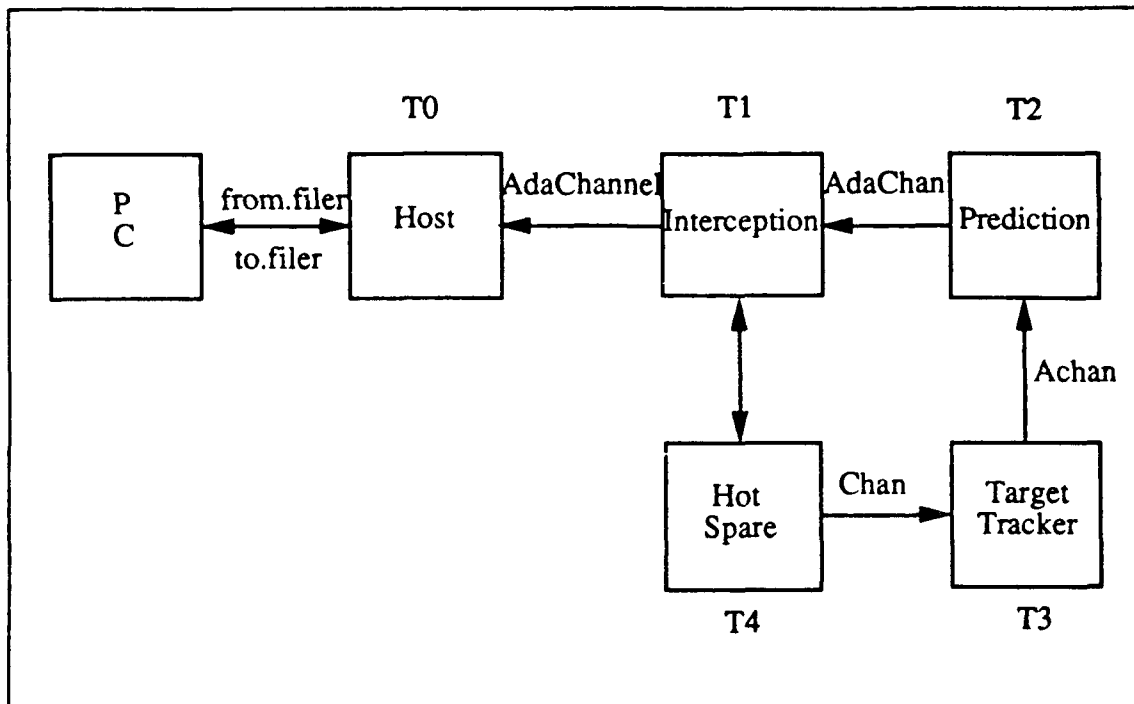 T0
T1
T2
P
C
from.filer
to.filer
Host
AdaChannel
Interception
AdaChan
Prediction
Achan
Hot
Spare
Chan
Target
Tracker
T4
T3